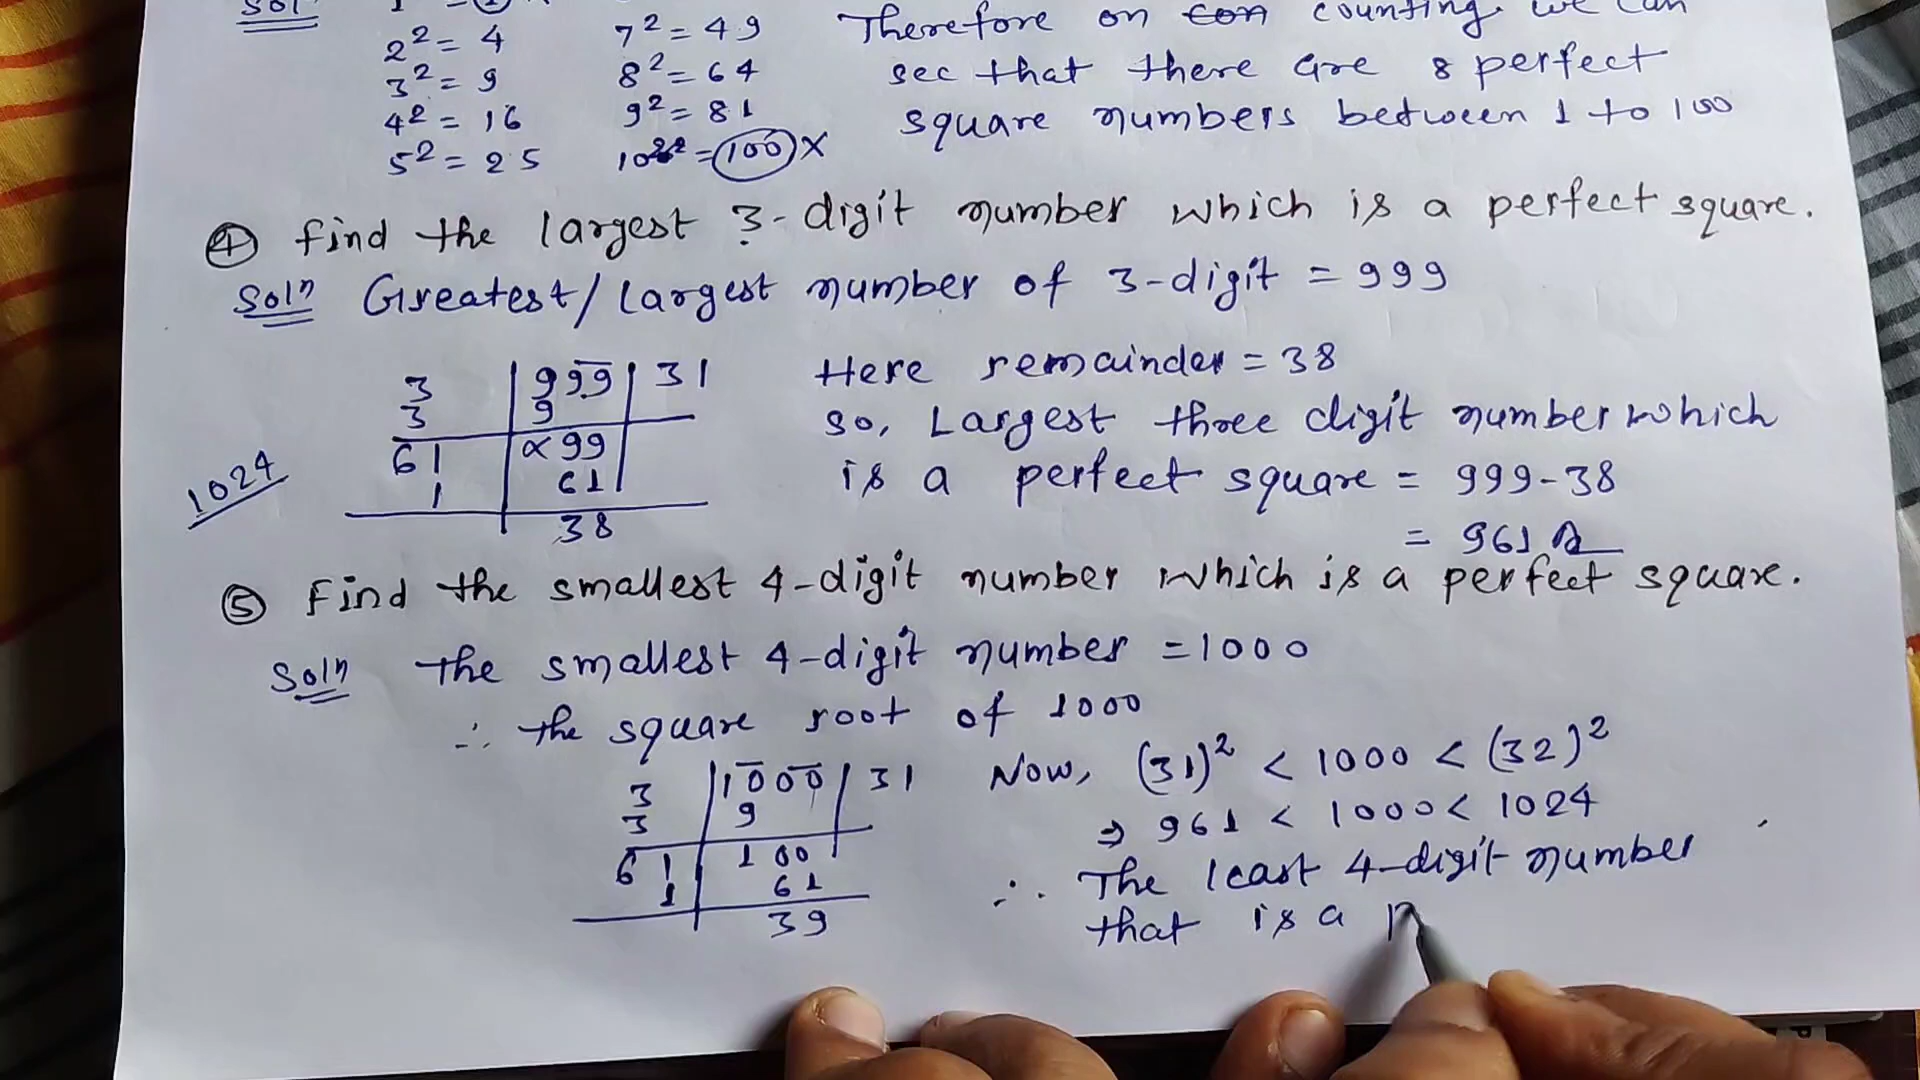 Soln 1 = 1
2² = 4 7² = 49 Therefore on con counting we can
3² = 9 8² = 64 see that there are 8 perfect
4² = 16 9² = 81 square numbers between 1 to 100
5² = 25 10² = 100 ×
④ find the largest 3-digit number which is a perfect square.
Soln Greatest/largest number of 3-digit = 999
3 999 31 Here remainder = 38
3 9 so, Largest three digit number which
61 × 99 is a perfect square = 999-38
1 61
1024
38 = 961
⑤ Find the smallest 4-digit number which is a perfect square.
Soln The smallest 4-digit number = 1000
∴ the square root of 1000
3 1000 31 Now, (31)² < 1000 < (32)²
3 9 ⇒ 961 < 1000 < 1024
61 100 ∴ The least 4-digit number
1 61 that is a p
39